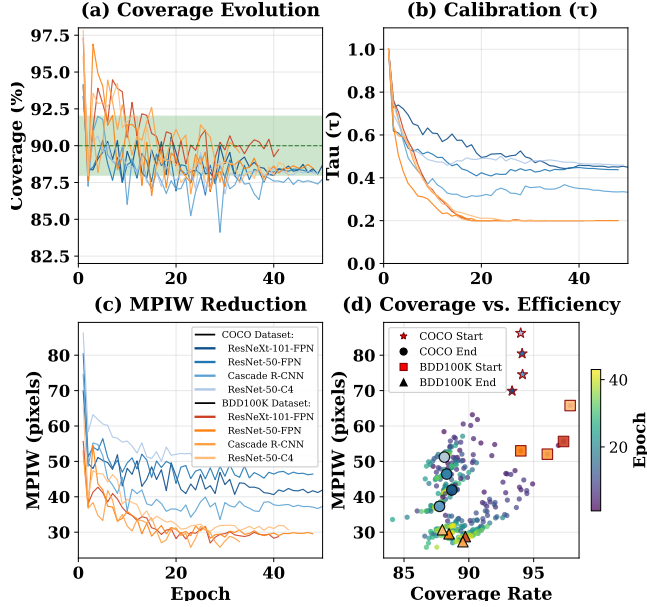 (a) Coverage Evolution
97.5
95.0
92.5
90.0
87.5
85.0
82.5
Coverage (%)
0
20
40
(b) Calibration (τ)
1.0
0.8
0.6
0.4
0.2
0.0
Tau (τ)
0
20
40
(c) MPIW Reduction
80
70
60
50
40
30
MPIW (pixels)
COCO Dataset:
ResNeXt-101-FPN
ResNet-50-FPN
Cascade R-CNN
ResNet-50-C4
BDD100K Dataset:
ResNeXt-101-FPN
ResNet-50-FPN
Cascade R-CNN
ResNet-50-C4
0
20
40
Epoch
(d) Coverage vs. Efficiency
80
70
60
50
40
30
MPIW (pixels)
COCO Start
COCO End
BDD100K Start
BDD100K End
85
90
95
Coverage Rate
40
20
Epoch